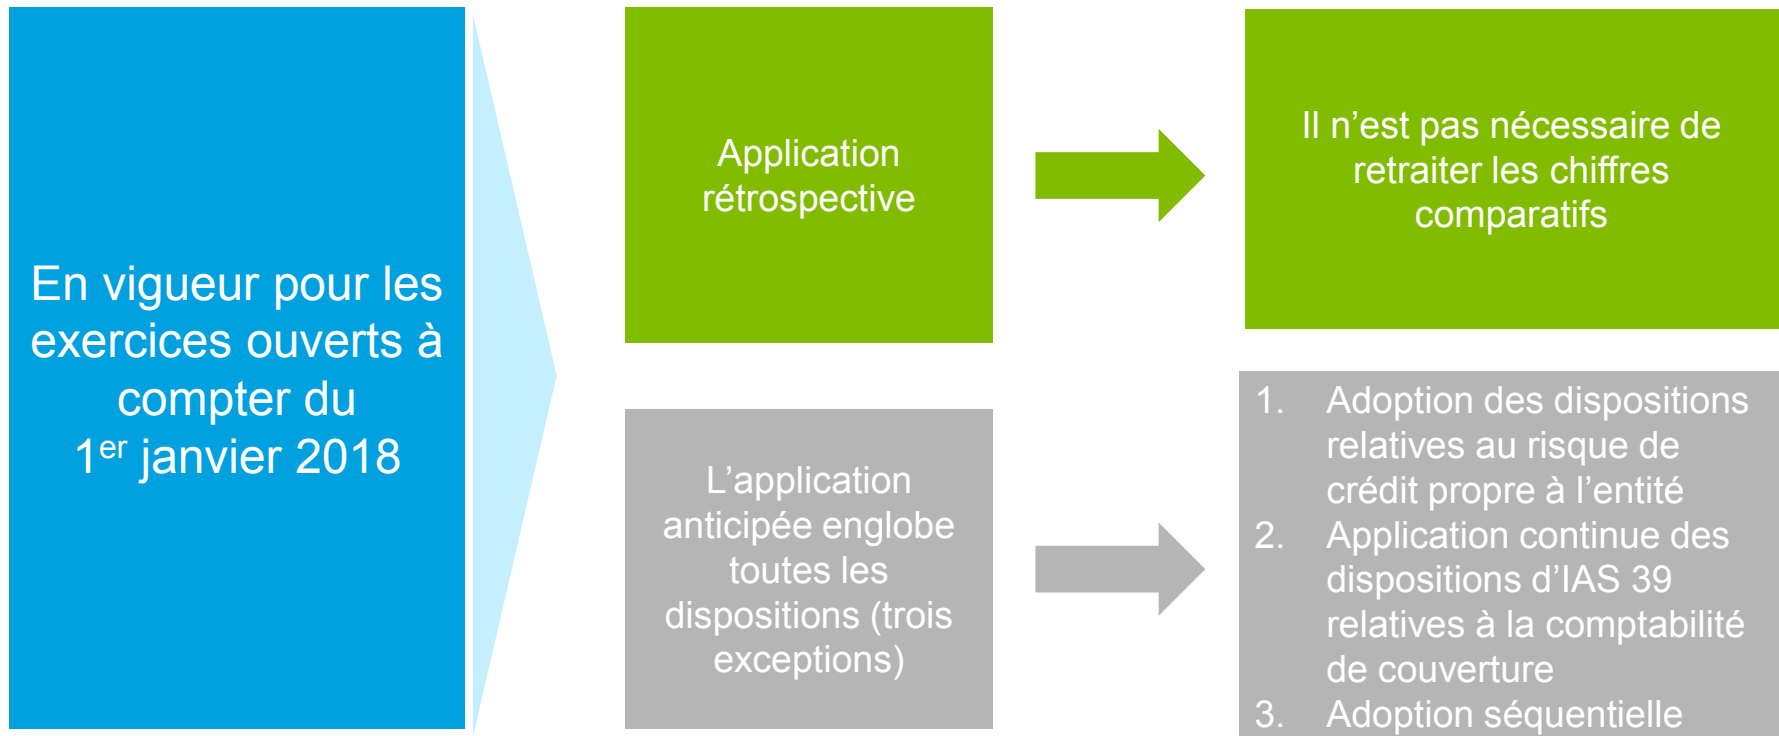 En vigueur pour les
exercices ouverts à
compter du
1er janvier 2018
Application
rétrospective
Il n’est pas nécessaire de
retraiter les chiffres
comparatifs
L’application
anticipée englobe
toutes les
dispositions (trois
exceptions)
1. Adoption des dispositions
relatives au risque de
crédit propre à l’entité
2. Application continue des
dispositions d’IAS 39
relatives à la comptabilité
de couverture
3. Adoption séquentielle